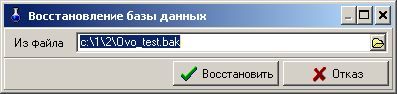 Восстановление базы данных
Из файла c:\1\2\Ovo_test.bak
Восстановить Отказ